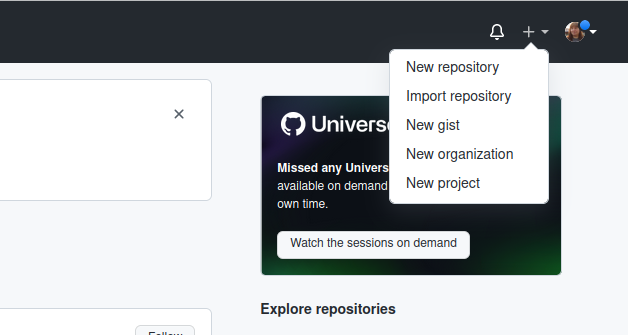 New repository
Import repository
New gist
New organization
New project
Universe
Missed any Univers
available on demand
own time.
Watch the sessions on demand
Explore repositories
Follow